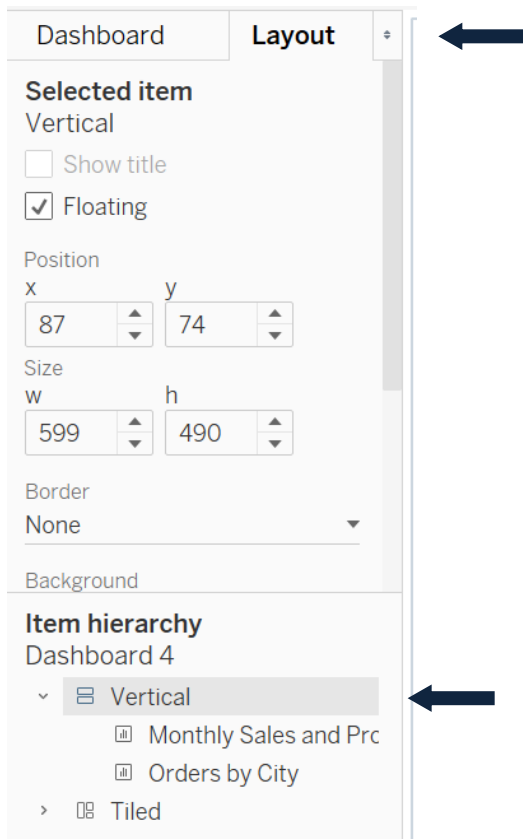 Dashboard Layout
Selected item
Vertical
Show title
Floating
Position
x y
87 74
Size
w h
599 490
Border
None
Background
Item hierarchy
Dashboard 4
Vertical
Monthly Sales and Prc
Orders by City
Tiled